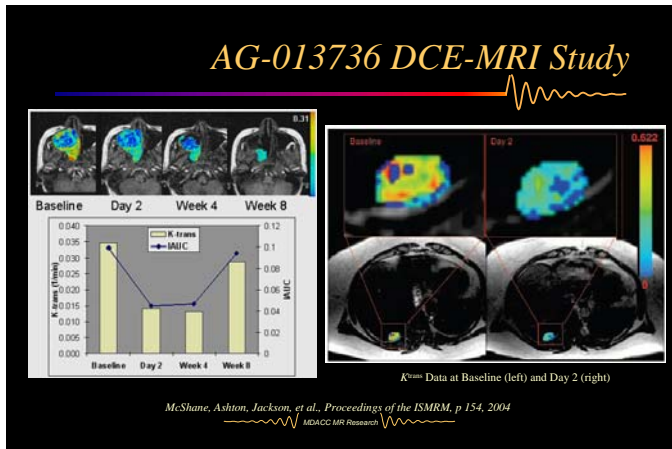 AG-013736 DCE-MRI Study
0.31
Baseline Day 2 Week 4 Week 8
K-trans
IAUC
K-trans (1/min)
0.040
0.035
0.030
0.025
0.020
0.015
0.010
0.005
0.000
0.12
0.1
0.08
0.06
0.04
0.02
0
IAUC
Baseline Day 2 Week 4 Week 8
Baseline
Day 2
0.622
0
Ktrans Data at Baseline (left) and Day 2 (right)
McShane, Ashton, Jackson, et al., Proceedings of the ISMRM, p 154, 2004
MDACC MR Research